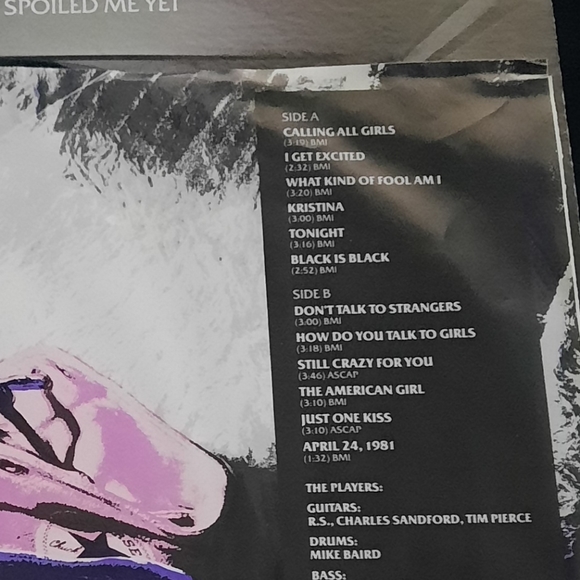 SPOILED ME YET
SIDE A
CALLING ALL GIRLS
(3:19) BMI
I GET EXCITED
(2:32) BMI
WHAT KIND OF FOOL AM I
(3:20) BMI
KRISTINA
(3:00) BMI
TONIGHT
(3:16) BMI
BLACK IS BLACK
(2:52) BMI
SIDE B
DON'T TALK TO STRANGERS
(3:00) BMI
HOW DO YOU TALK TO GIRLS
(3:18) BMI
STILL CRAZY FOR YOU
(3:46) ASCAP
THE AMERICAN GIRL
(3:10) BMI
JUST ONE KISS
(3:10) ASCAP
APRIL 24, 1981
(1:32) BMI
THE PLAYERS:
GUITARS:
R.S., CHARLES SANDFORD, TIM PIERCE
DRUMS:
MIKE BAIRD
BASS: